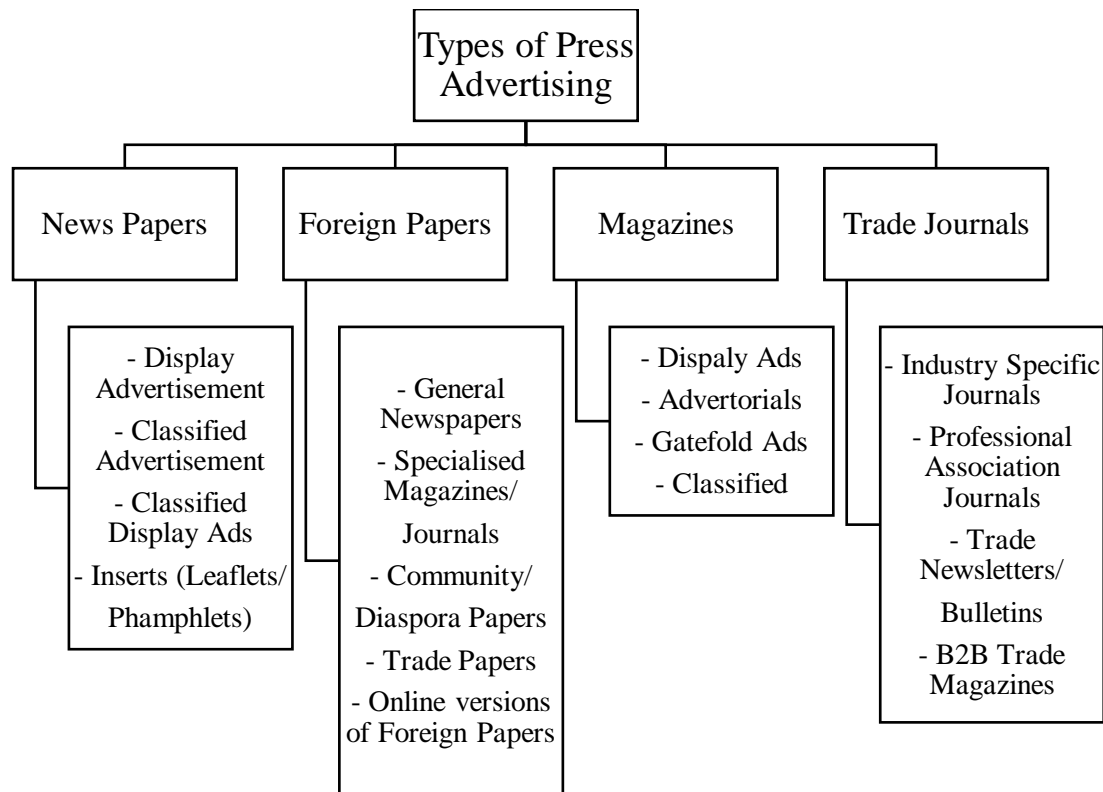 Types of Press
Advertising
News Papers
- Display
Advertisement
- Classified
Advertisement
- Classified
Display Ads
- Inserts (Leaflets/
Phamphlets)
Foreign Papers
- General
Newspapers
- Specialised
Magazines/
Journals
- Community/
Diaspora Papers
- Trade Papers
- Online versions
of Foreign Papers
Magazines
- Dispaly Ads
- Advertorials
- Gatefold Ads
- Classified
Trade Journals
- Industry Specific
Journals
- Professional
Association
Journals
- Trade
Newsletters/
Bulletins
- B2B Trade
Magazines